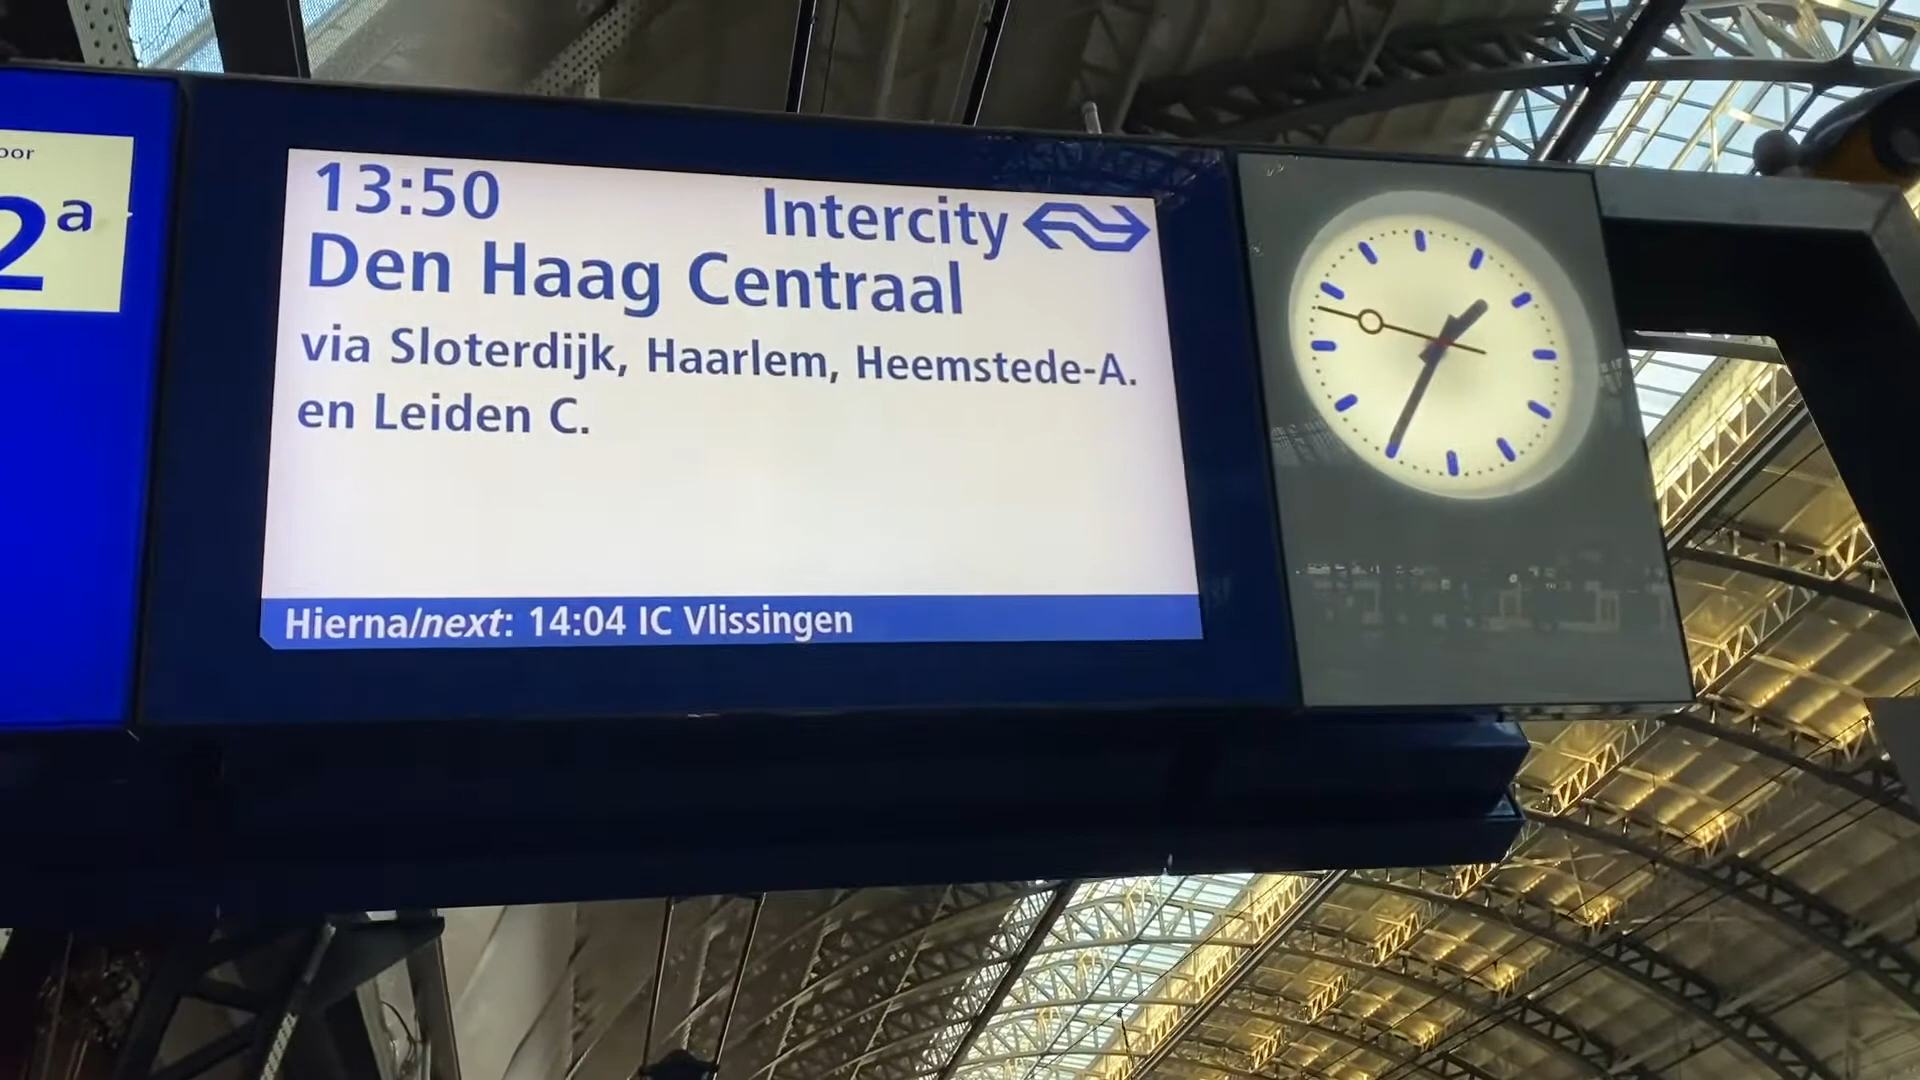 oor
2a
13:50
Intercity
Den Haag Centraal
via Sloterdijk, Haarlem, Heemstede-A.
en Leiden C.
Hierna/next: 14:04 IC Vlissingen